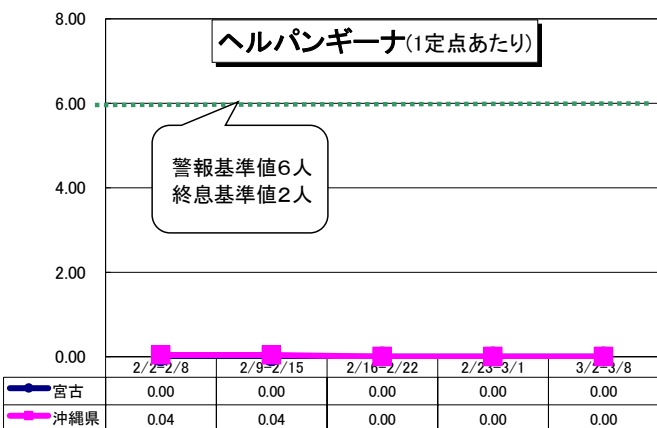 ヘルパンギーナ(1定点あたり)
8.00
6.00
4.00
2.00
0.00
警報基準値6人
終息基準値2人
2/2-2/8 2/9-2/15 2/16-2/22 2/23-3/1 3/2-3/8
宮古 0.00 0.00 0.00 0.00 0.00
沖縄県 0.04 0.04 0.00 0.00 0.00